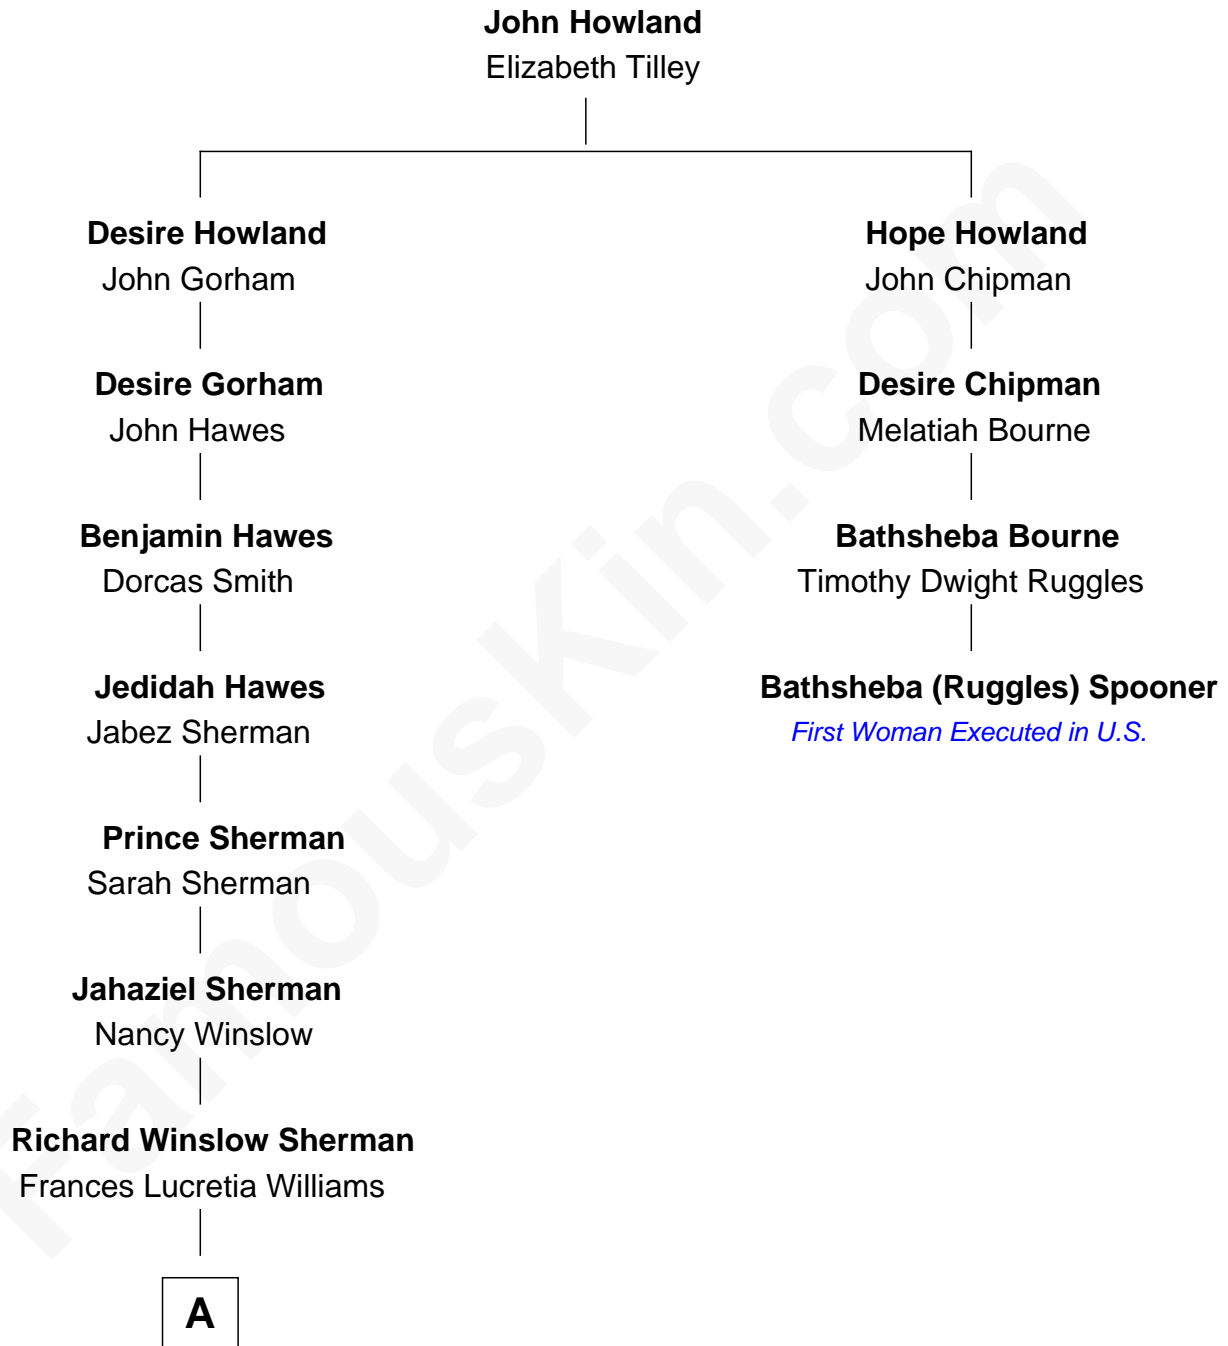 John Howland
Elizabeth Tilley
Desire Howland
John Gorham
Hope Howland
John Chipman
Desire Gorham
John Hawes
Desire Chipman
Melatiah Bourne
Benjamin Hawes
Dorcas Smith
Bathsheba Bourne
Timothy Dwight Ruggles
Jedidah Hawes
Jabez Sherman
Bathsheba (Ruggles) Spooner
First Woman Executed in U.S.
Prince Sherman
Sarah Sherman
Jahaziel Sherman
Nancy Winslow
Richard Winslow Sherman
Frances Lucretia Williams
A
FamousKin.com